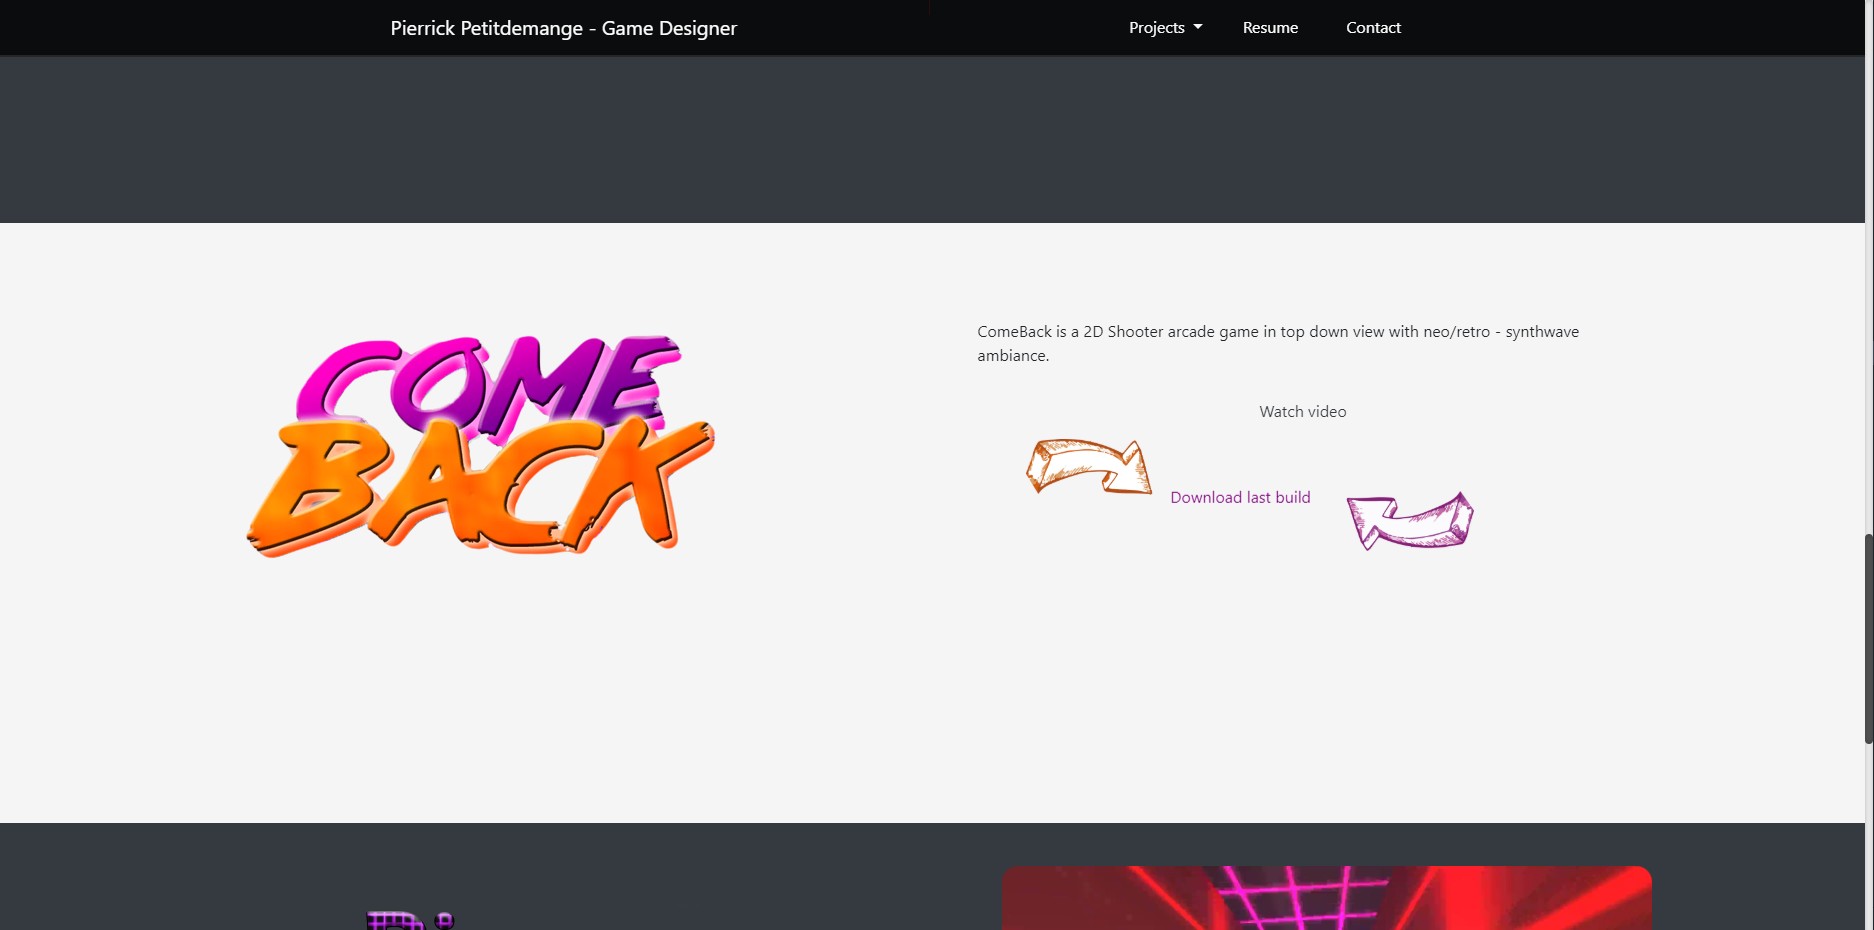 Pierrick Petitdemange - Game Designer
Projects
Resume
Contact
COME
BACK
ComeBack is a 2D Shooter arcade game in top down view with neo/retro - synthwave
ambiance.
Watch video
Download last build